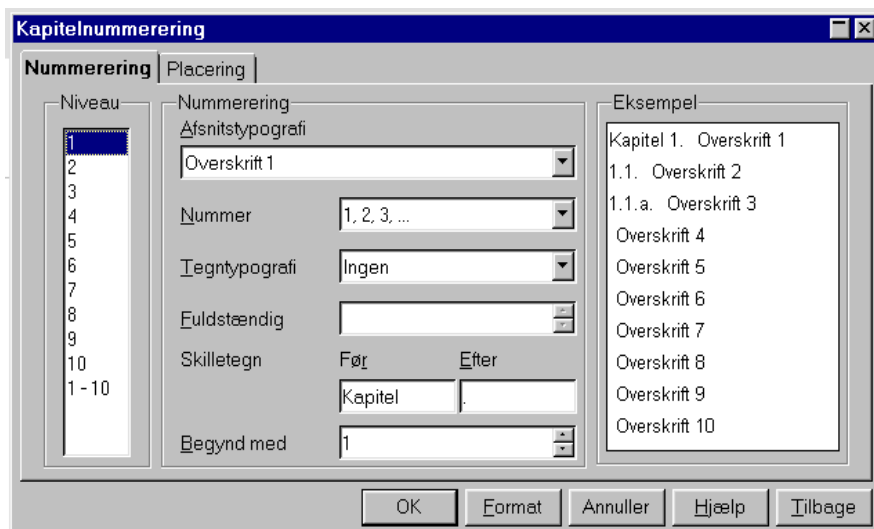 Kapitelnummerering
Nummerering Placering
Niveau
1
2
3
4
5
6
7
8
9
10
1 - 10
Nummerering
Afsnitstypografi
Overskrift 1
Nummer 1, 2, 3, ...
Tegntypografi Ingen
Fuldstændig
Skilletegn Før Efter
Kapitel .
Begynd med 1
Eksempel
Kapitel 1. Overskrift 1
1.1. Overskrift 2
1.1.a. Overskrift 3
Overskrift 4
Overskrift 5
Overskrift 6
Overskrift 7
Overskrift 8
Overskrift 9
Overskrift 10
OK Format Annuller Hjælp Tilbage